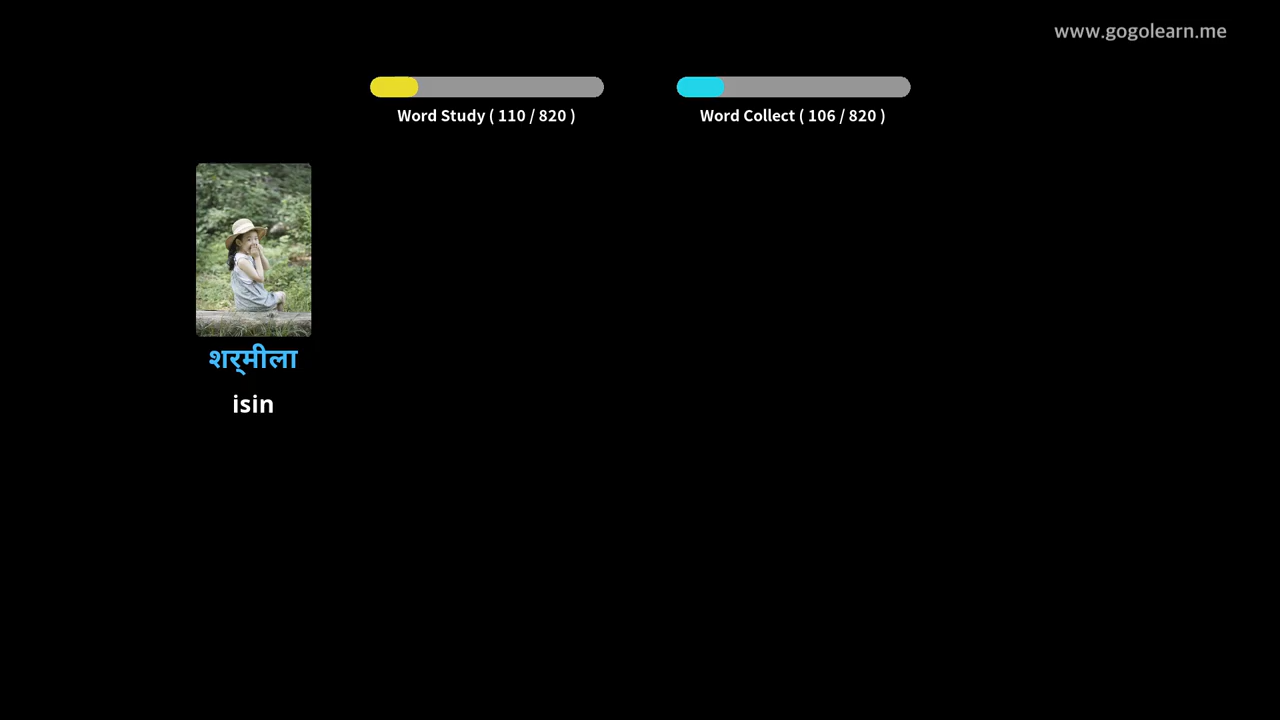 www.gogolearn.me
Word Study ( 110 / 820 )
Word Collect ( 106 / 820 )
शर्‌मीला
isin